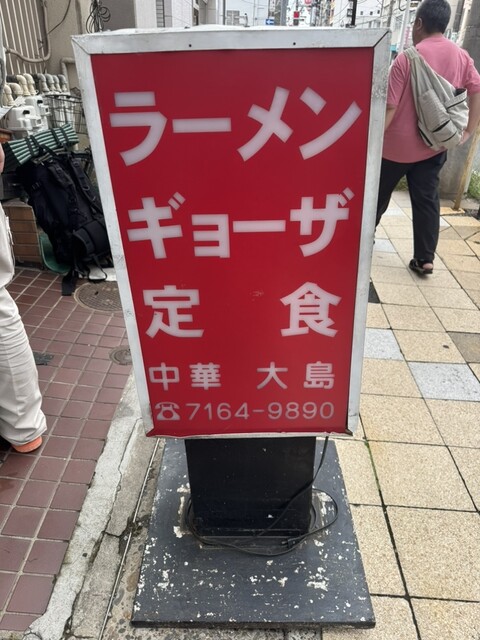 ラーメン
ギョーザ
定食
中華 大島
☎7164-9890